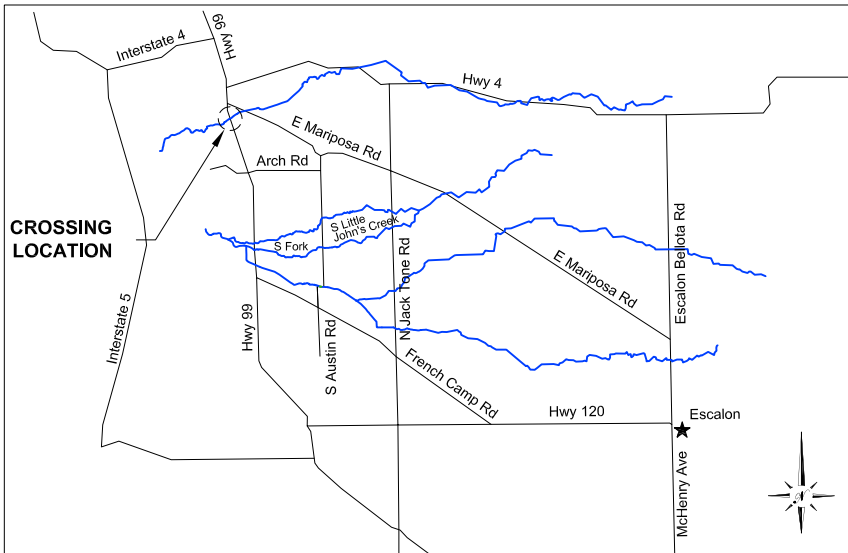 Interstate 4
Hwy 99
Hwy 4
E Mariposa Rd
Arch Rd
CROSSING
LOCATION
S Little
John's Creek
S Fork
Interstate 5
Hwy 99
S Austin Rd
N Jack Tone Rd
E Mariposa Rd
Escalon Bellota Rd
French Camp Rd
Hwy 120
Escalon
McHenry Ave
N